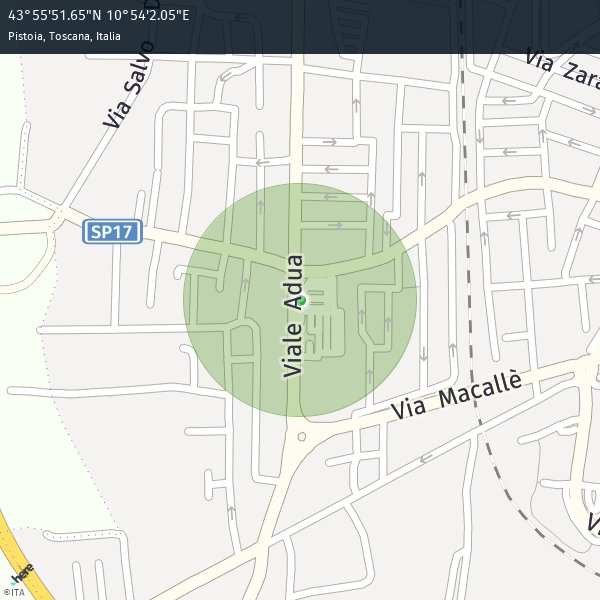 43°55'51.65"N 10°54'2.05"E
Pistoia, Toscana, Italia
Via Salvo D
Via Zara
SP17
Viale Adua
Via Macallè
Vi
here
©ITA